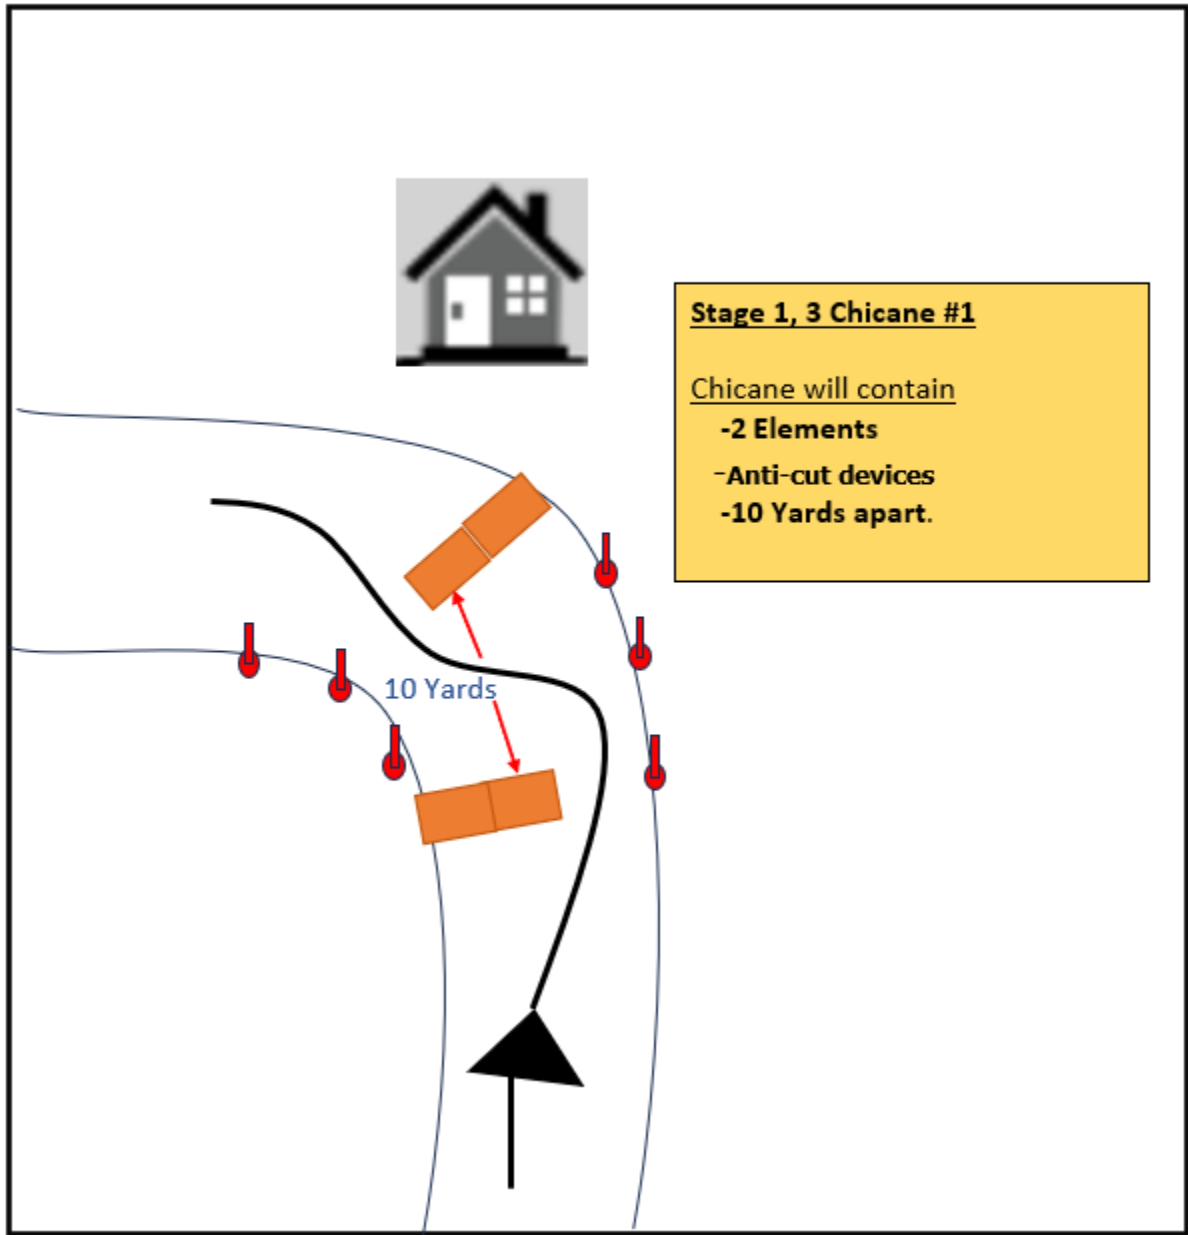 Stage 1, 3 Chicane #1
Chicane will contain
-2 Elements
-Anti-cut devices
-10 Yards apart.
10 Yards